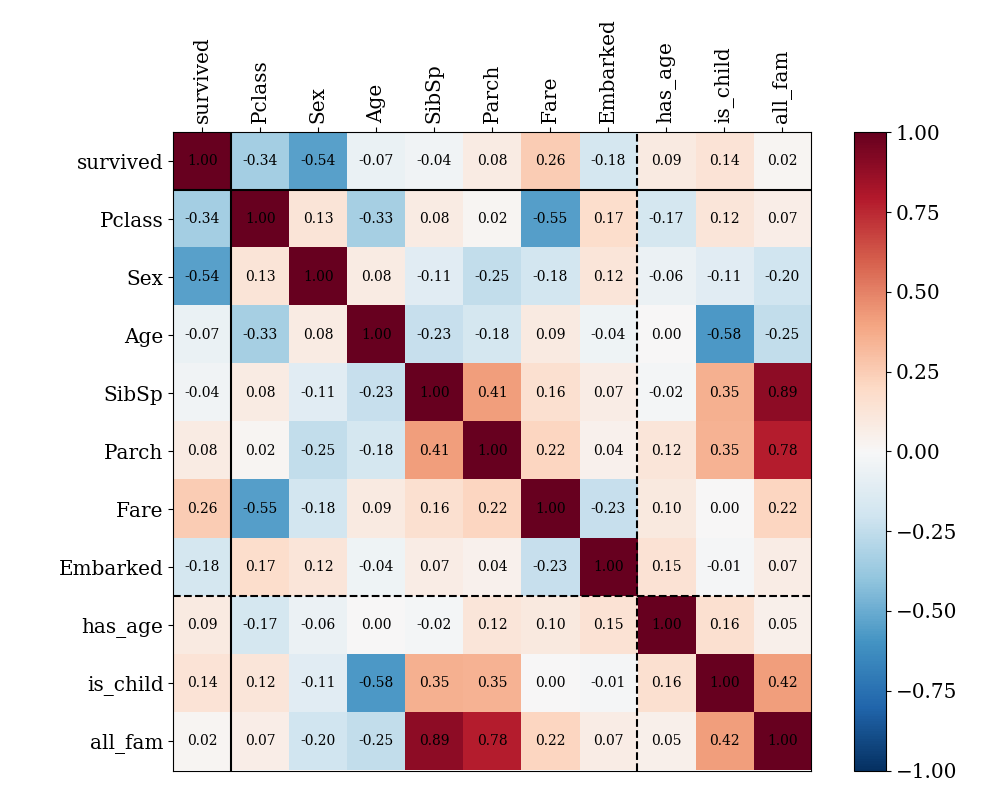 survived Pclass Sex Age SibSp Parch Fare Embarked has_age is_child all_fam
survived 1.00 -0.34 -0.54 -0.07 -0.04 0.08 0.26 -0.18 0.09 0.14 0.02
Pclass -0.34 1.00 0.13 -0.33 0.08 0.02 -0.55 0.17 -0.17 0.12 0.07
Sex -0.54 0.13 1.00 0.08 -0.11 -0.25 -0.18 0.12 -0.06 -0.11 -0.20
Age -0.07 -0.33 0.08 1.00 -0.23 -0.18 0.09 -0.04 0.00 -0.58 -0.25
SibSp -0.04 0.08 -0.11 -0.23 1.00 0.41 0.16 0.07 -0.02 0.35 0.89
Parch 0.08 0.02 -0.25 -0.18 0.41 1.00 0.22 0.04 0.12 0.35 0.78
Fare 0.26 -0.55 -0.18 0.09 0.16 0.22 1.00 -0.23 0.10 0.00 0.22
Embarked -0.18 0.17 0.12 -0.04 0.07 0.04 -0.23 1.00 0.15 -0.01 0.07
has_age 0.09 -0.17 -0.06 0.00 -0.02 0.12 0.10 0.15 1.00 0.16 0.05
is_child 0.14 0.12 -0.11 -0.58 0.35 0.35 0.00 -0.01 0.16 1.00 0.42
all_fam 0.02 0.07 -0.20 -0.25 0.89 0.78 0.22 0.07 0.05 0.42 1.00
1.00
0.75
0.50
0.25
0.00
−0.25
−0.50
−0.75
−1.00